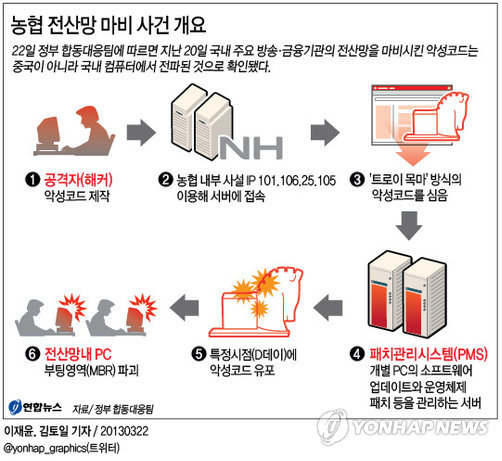 농협 전산망 마비 사건 개요
22일 정부 합동대응팀에 따르면 지난 20일 국내 주요 방송·금융기관의 전산망을 마비시킨 악성코드는
중국이 아니라 국내 컴퓨터에서 전파된 것으로 확인됐다.
NH
❶ 공격자(해커)
악성코드 제작
❷ 농협 내부 사설 IP 101.106.25.105
이용해 서버에 접속
❸ '트로이 목마' 방식의
악성코드를 심음
❻ 전산망내 PC
부팅영역(MBR) 파괴
❺ 특정시점(D데이)에
악성코드 유포
❹ 패치관리시스템(PMS)
개별 PC의 소프트웨어
업데이트와 운영체제
패치 등을 관리하는 서버
연합뉴스 자료/ 정부 합동대응팀
YONHAPNEWS
이재윤, 김토일 기자 / 20130322
@yonhap_graphics(트위터)